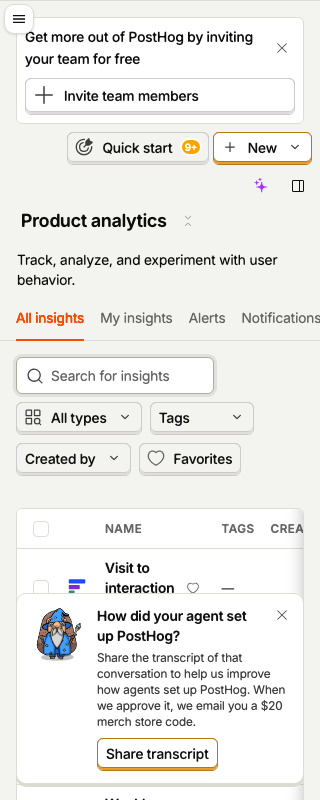 Get more out of PostHog by inviting
your team for free
Invite team members
Quick start 9+
New
Product analytics
Track, analyze, and experiment with user
behavior.
All insights My insights Alerts Notifications
Search for insights
All types Tags
Created by Favorites
NAME TAGS CREA
Visit to
interaction —
How did your agent set
up PostHog?
Share the transcript of that
conversation to help us improve
how agents set up PostHog. When
we approve it, we email you a $20
merch store code.
Share transcript